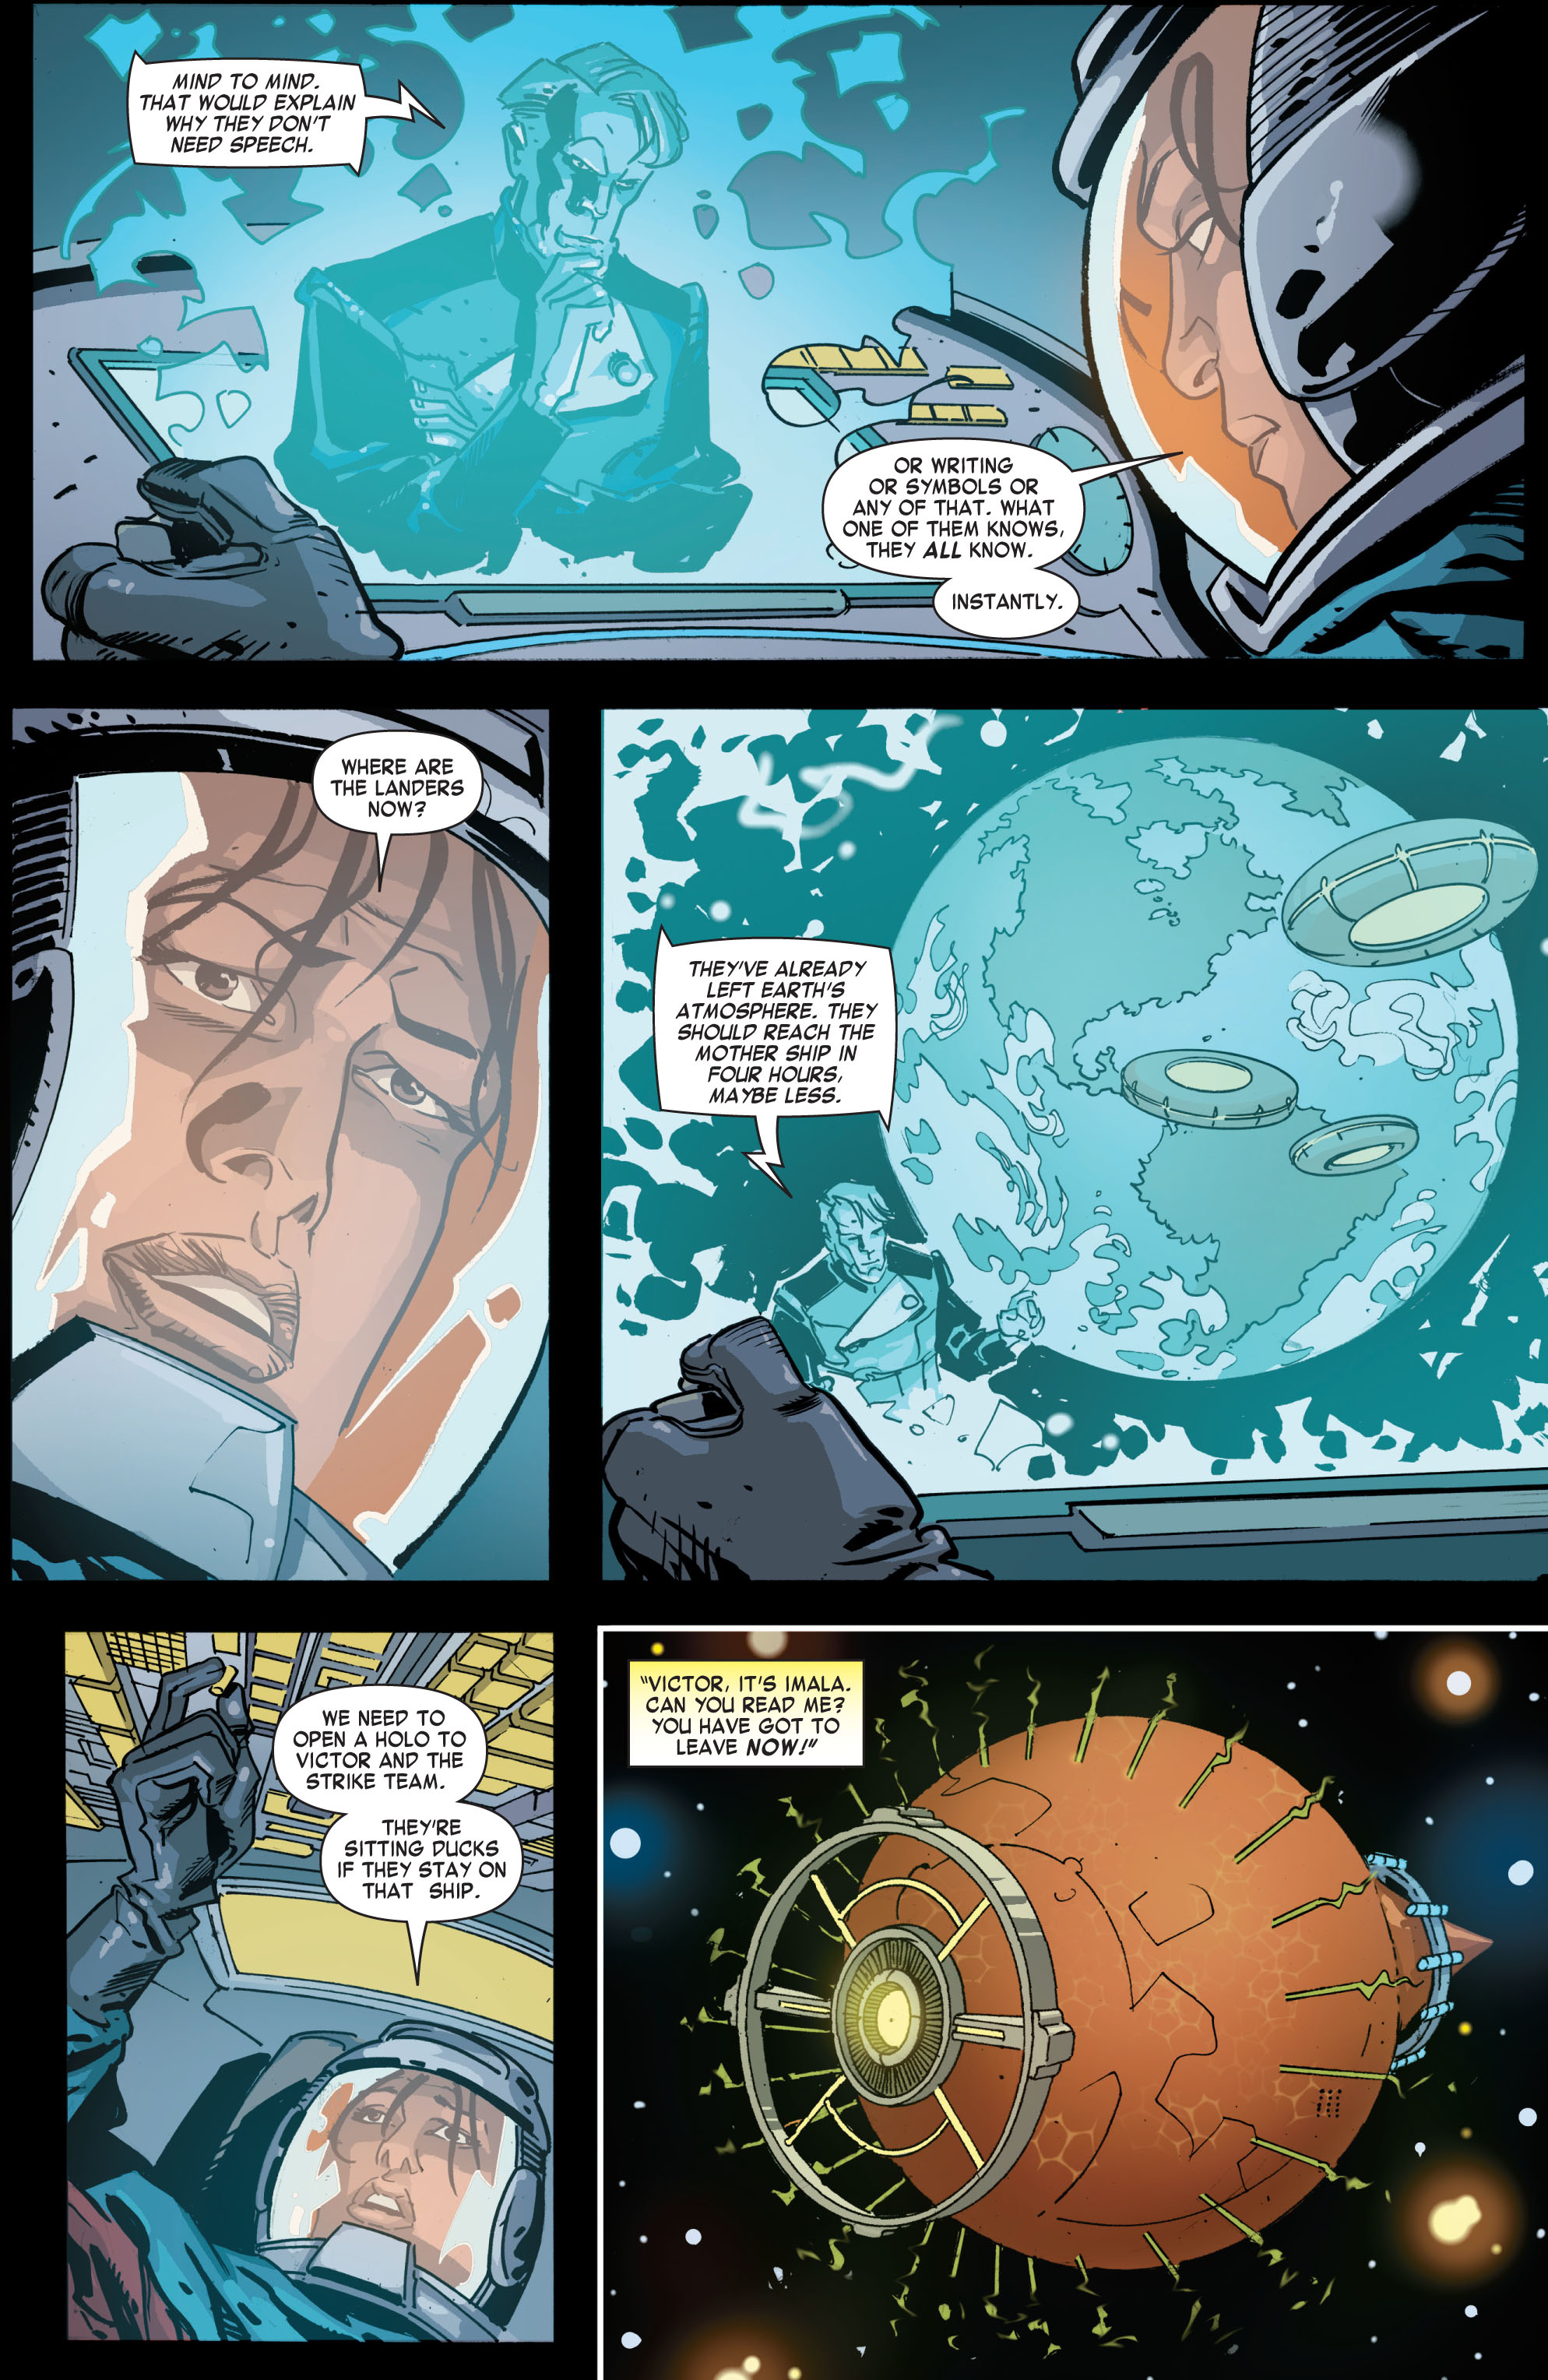 MIND TO MIND.
THAT WOULD EXPLAIN
WHY THEY DON'T
NEED SPEECH.
OR WRITING
OR SYMBOLS OR
ANY OF THAT. WHAT
ONE OF THEM KNOWS,
THEY ALL KNOW.
INSTANTLY.
WHERE ARE
THE LANDERS
NOW?
THEY'VE ALREADY
LEFT EARTH'S
ATMOSPHERE. THEY
SHOULD REACH THE
MOTHER SHIP IN
FOUR HOURS,
MAYBE LESS.
WE NEED TO
OPEN A HOLO TO
VICTOR AND THE
STRIKE TEAM.
THEY'RE
SITTING DUCKS
IF THEY STAY ON
THAT SHIP.
"VICTOR, IT'S IMALA.
CAN YOU READ ME?
YOU HAVE GOT TO
LEAVE NOW!"